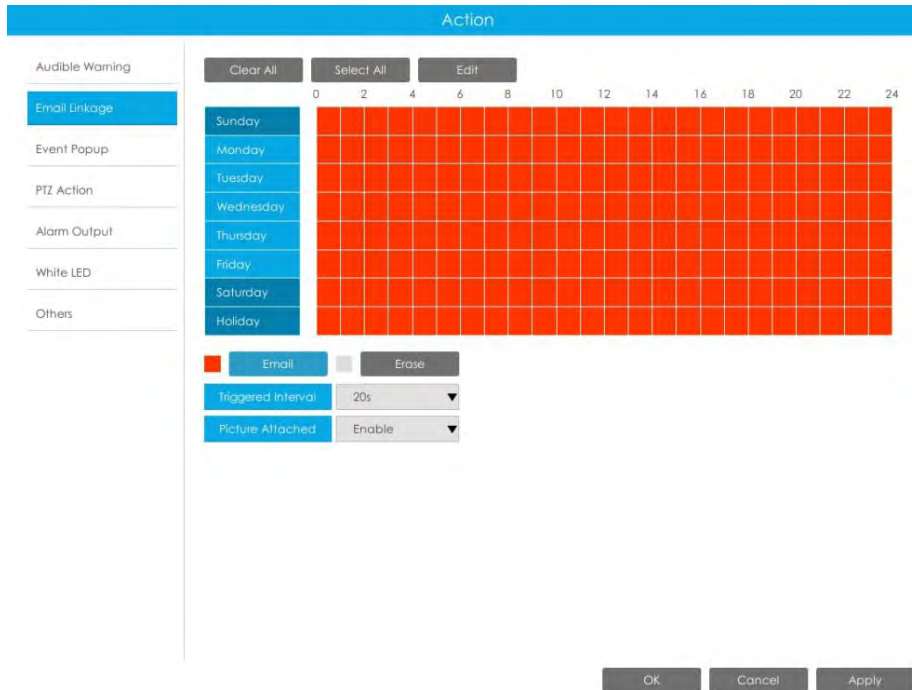 Action
Audible Warning
Email Linkage
Event Popup
PTZ Action
Alarm Output
White LED
Others
Clear All Select All Edit
0 2 4 6 8 10 12 14 16 18 20 22 24
Sunday
Monday
Tuesday
Wednesday
Thursday
Friday
Saturday
Holiday
Email Erase
Triggered Interval 20s
Picture Attached Enable
OK Cancel Apply